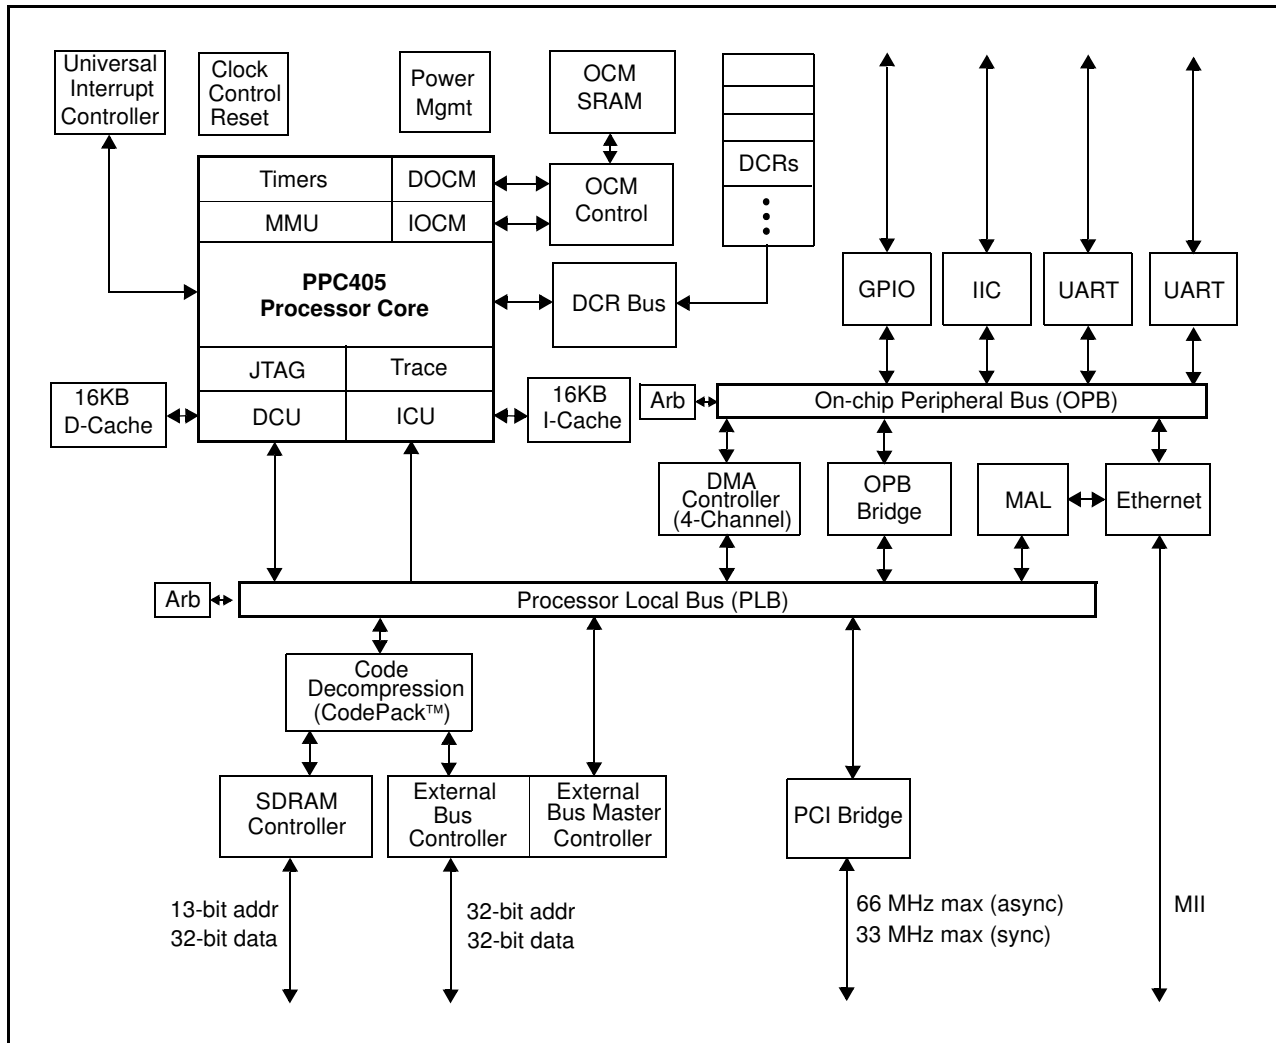 Universal
Interrupt
Controller
Clock
Control
Reset
Power
Mgmt
OCM
SRAM
DCRs
Timers
DOCM
MMU
IOCM
OCM
Control
PPC405
Processor Core
DCR Bus
GPIO
IIC
UART
UART
JTAG
Trace
DCU
ICU
16KB
D-Cache
16KB
I-Cache
Arb
On-chip Peripheral Bus (OPB)
DMA
Controller
(4-Channel)
OPB
Bridge
MAL
Ethernet
Arb
Processor Local Bus (PLB)
Code
Decompression
(CodePack™)
SDRAM
Controller
External
Bus
Controller
External
Bus Master
Controller
PCI Bridge
13-bit addr
32-bit data
32-bit addr
32-bit data
66 MHz max (async)
33 MHz max (sync)
MII